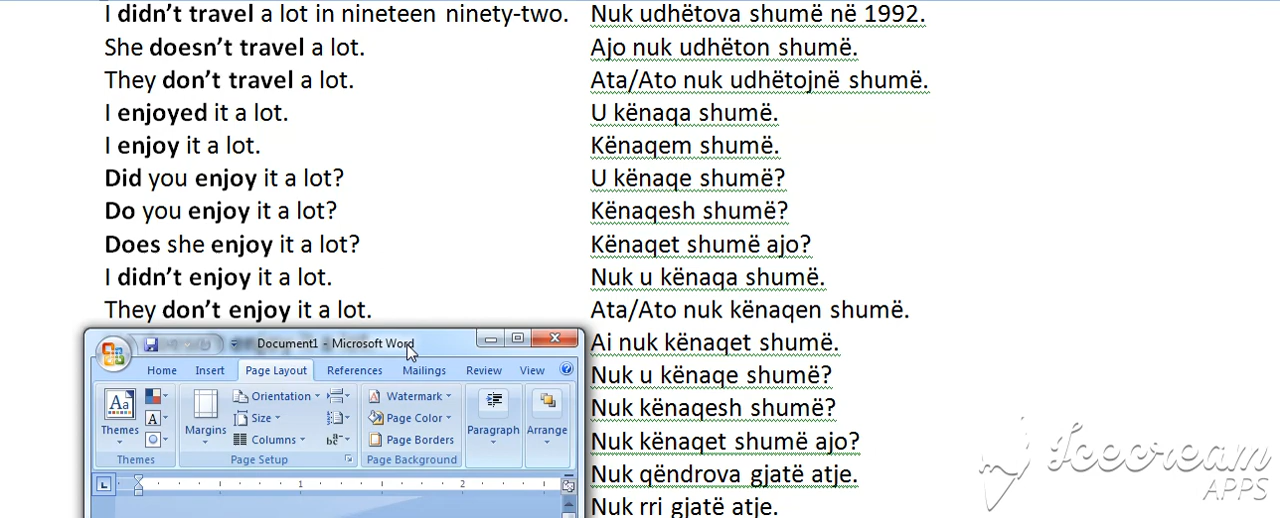 I didn't travel a lot in nineteen ninety-two. Nuk udhëtova shumë në 1992.
She doesn't travel a lot. Ajo nuk udhëton shumë.
They don't travel a lot. Ata/Ato nuk udhëtojnë shumë.
I enjoyed it a lot. U kënaqa shumë.
I enjoy it a lot. Kënaqem shumë.
Did you enjoy it a lot? U kënaqe shumë?
Do you enjoy it a lot? Kënaqesh shumë?
Does she enjoy it a lot? Kënaqet shumë ajo?
I didn't enjoy it a lot. Nuk u kënaqa shumë.
They don't enjoy it a lot. Ata/Ato nuk kënaqen shumë.
Ai nuk kënaqet shumë.
Nuk u kënaqe shumë?
Nuk kënaqesh shumë?
Nuk kënaqet shumë ajo?
Nuk qëndrova gjatë atje.
Nuk rri gjatë atje.
Document1 - Microsoft Word
Home Insert Page Layout References Mailings Review View
Orientation Watermark
Aa Size Page Color
Themes Margins Columns Page Borders Paragraph Arrange
Themes Page Setup Page Background
1 2
Icecream
APPS